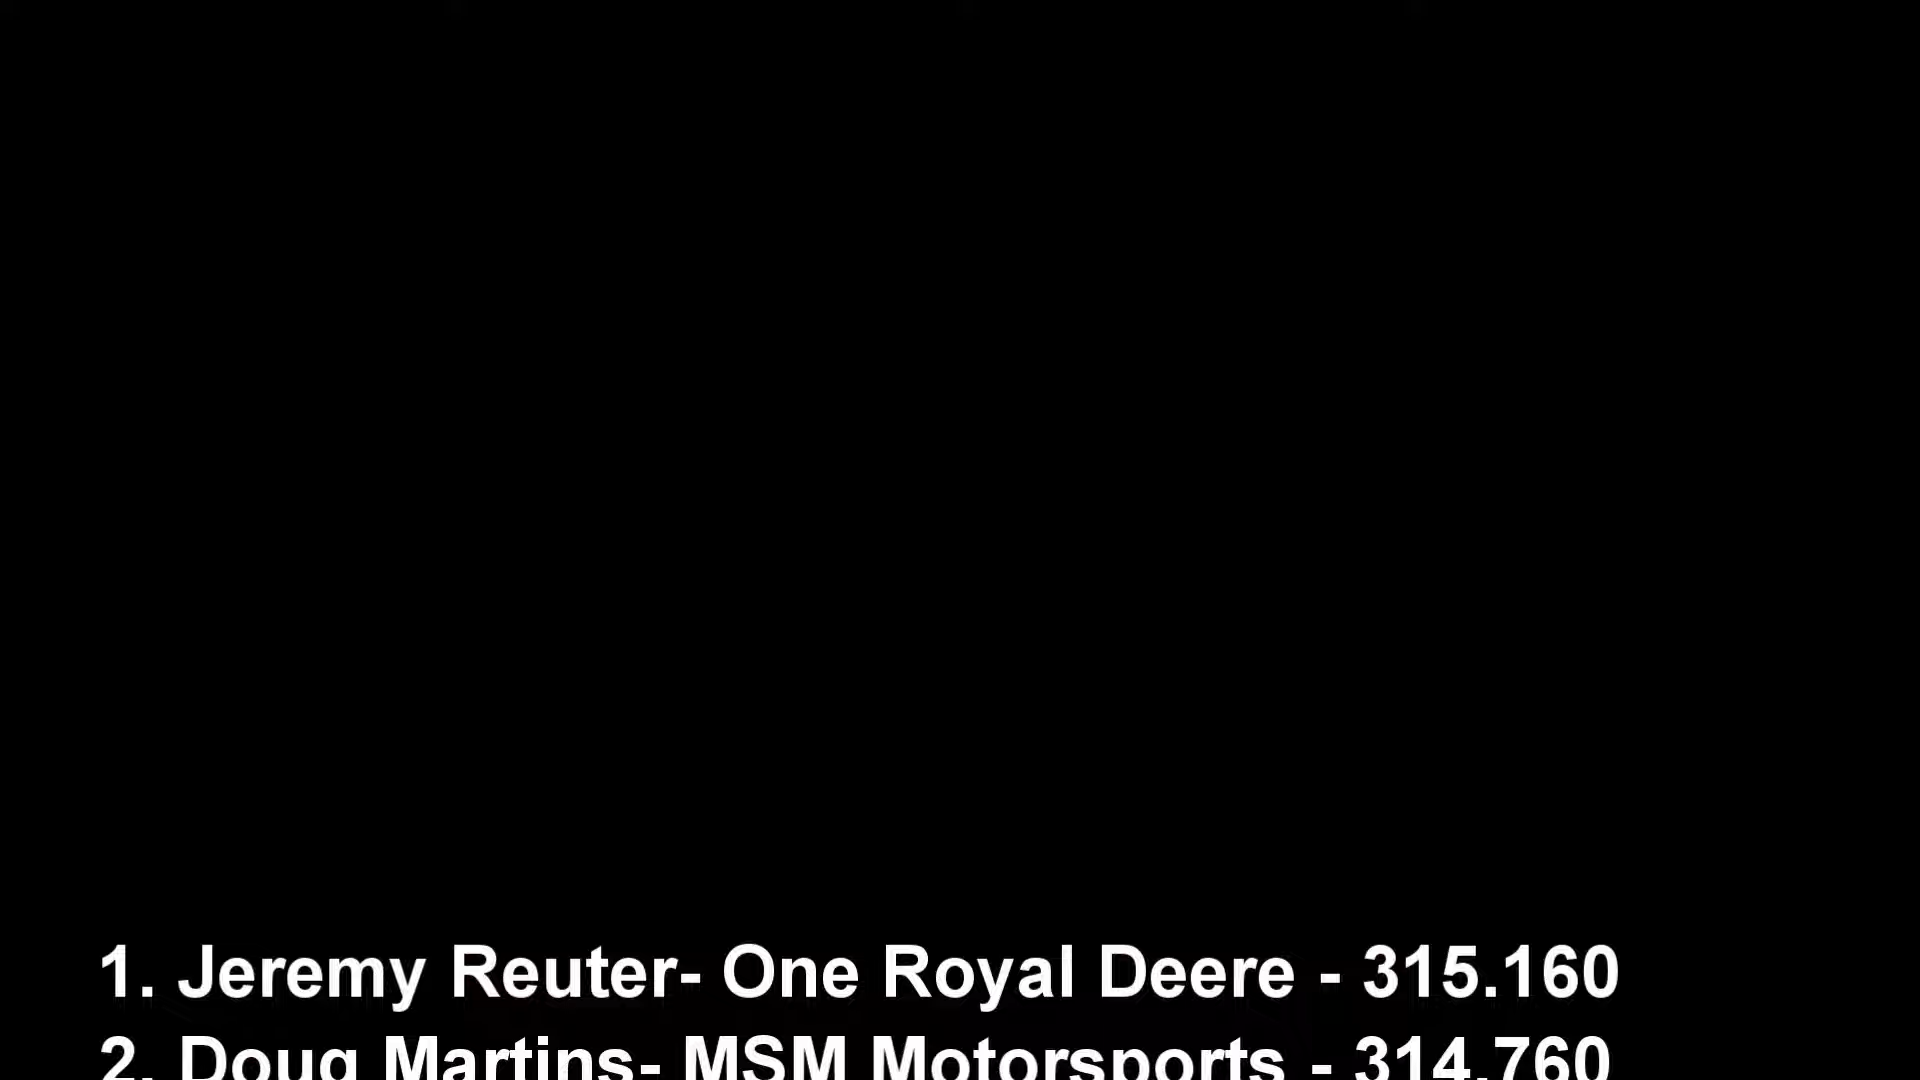 1. Jeremy Reuter- One Royal Deere - 315.160
2. Doug Martins- MSM Motorsports - 314.760